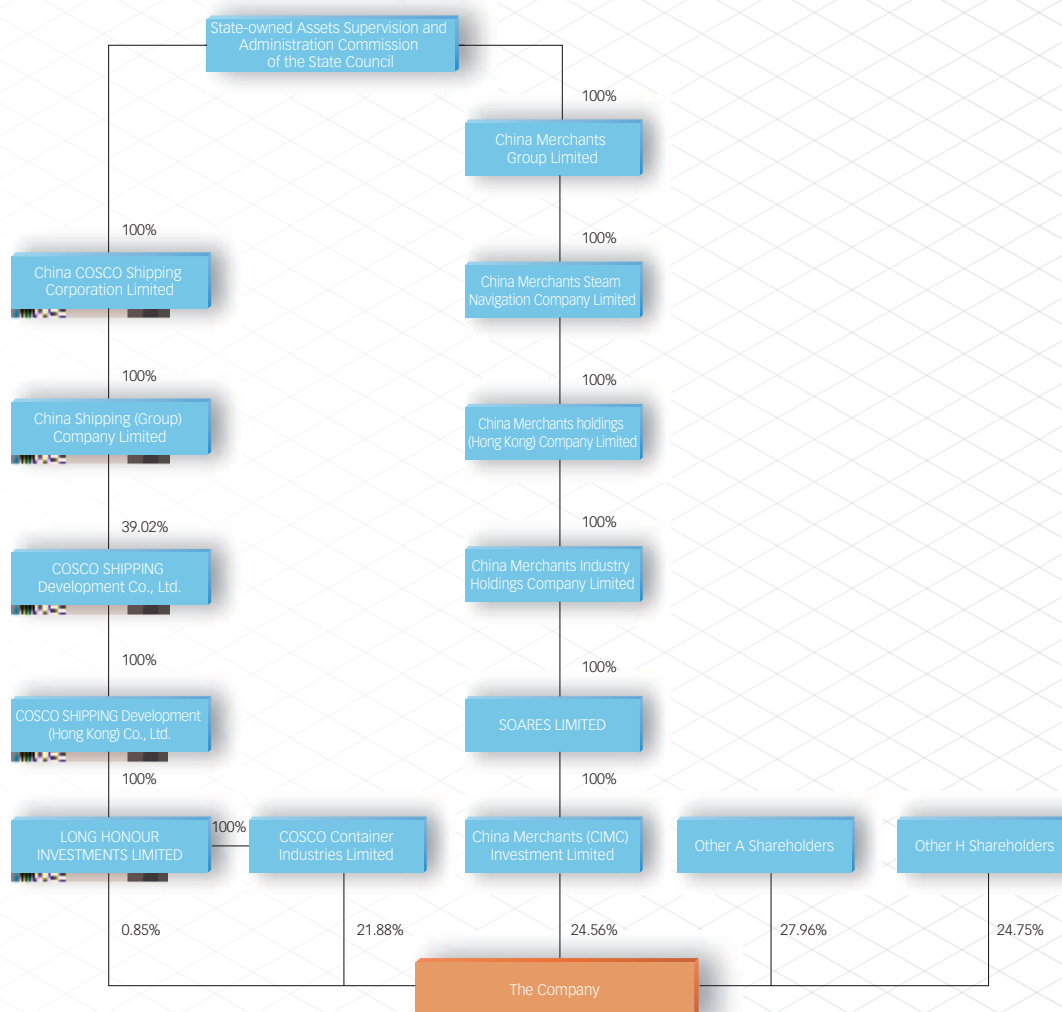 State-owned Assets Supervision and
Administration Commission
of the State Council
100%
China Merchants
Group Limited
100%
100%
China COSCO Shipping
Corporation Limited
China Merchants Steam
Navigation Company Limited
100%
100%
China Shipping (Group)
Company Limited
China Merchants holdings
(Hong Kong) Company Limited
39.02%
100%
COSCO SHIPPING
Development Co., Ltd.
China Merchants Industry
Holdings Company Limited
100%
100%
COSCO SHIPPING Development
(Hong Kong) Co., Ltd.
SOARES LIMITED
100%
100%
LONG HONOUR
INVESTMENTS LIMITED
100%
COSCO Container
Industries Limited
China Merchants (CIMC)
Investment Limited
Other A Shareholders
Other H Shareholders
0.85%
21.88%
24.56%
27.96%
24.75%
The Company